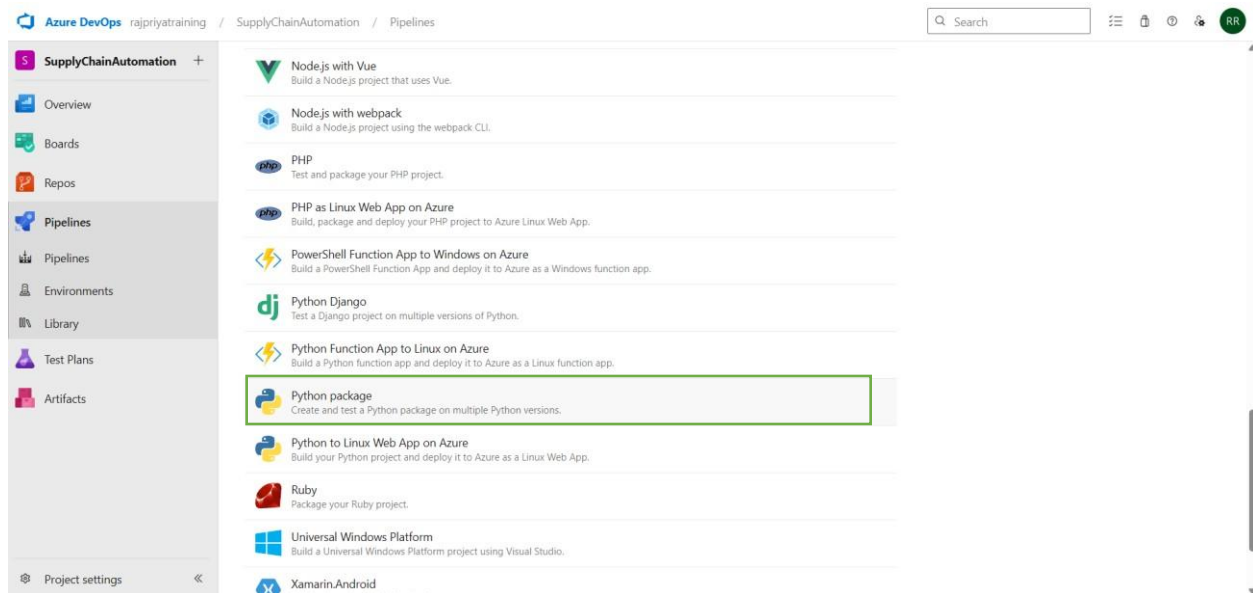 Azure DevOps rajpriyatraining / SupplyChainAutomation / Pipelines
Search
RR
S SupplyChainAutomation +
Overview
Boards
Repos
Pipelines
Pipelines
Environments
Library
Test Plans
Artifacts
Project settings
Node.js with Vue
Build a Node.js project that uses Vue.
Node.js with webpack
Build a Node.js project using the webpack CLI.
php PHP
Test and package your PHP project.
php PHP as Linux Web App on Azure
Build, package and deploy your PHP project to Azure Linux Web App.
PowerShell Function App to Windows on Azure
Build a PowerShell Function App and deploy it to Azure as a Windows function app.
dj Python Django
Test a Django project on multiple versions of Python.
Python Function App to Linux on Azure
Build a Python function app and deploy it to Azure as a Linux function app.
Python package
Create and test a Python package on multiple Python versions.
Python to Linux Web App on Azure
Build your Python project and deploy it to Azure as a Linux Web App.
Ruby
Package your Ruby project.
Universal Windows Platform
Build a Universal Windows Platform project using Visual Studio.
Xamarin.Android